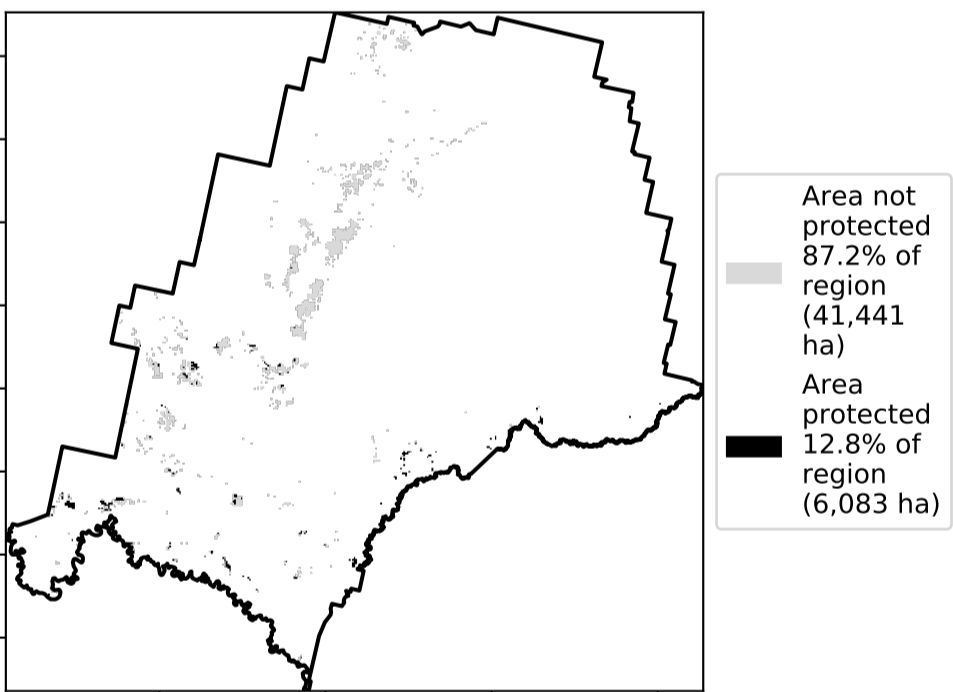 Area not
protected
87.2% of
region
(41,441
ha)
Area
protected
12.8% of
region
(6,083 ha)